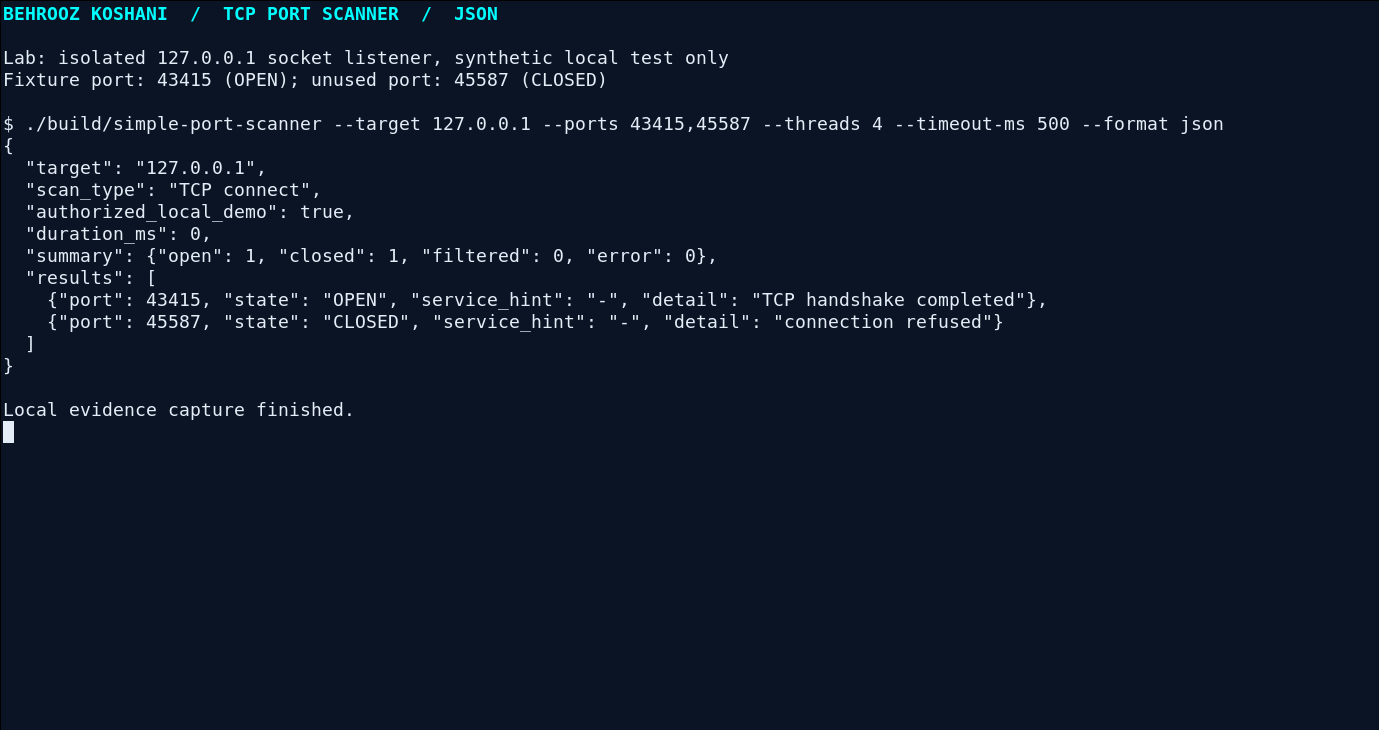 BEHROOZ KOSHANI  /  TCP PORT SCANNER  /  JSON
Lab: isolated 127.0.0.1 socket listener, synthetic local test only
Fixture port: 43415 (OPEN); unused port: 45587 (CLOSED)
$ ./build/simple-port-scanner --target 127.0.0.1 --ports 43415,45587 --threads 4 --timeout-ms 500 --format json
{
  "target": "127.0.0.1",
  "scan_type": "TCP connect",
  "authorized_local_demo": true,
  "duration_ms": 0,
  "summary": {"open": 1, "closed": 1, "filtered": 0, "error": 0},
  "results": [
    {"port": 43415, "state": "OPEN", "service_hint": "-", "detail": "TCP handshake completed"},
    {"port": 45587, "state": "CLOSED", "service_hint": "-", "detail": "connection refused"}
  ]
}
Local evidence capture finished.